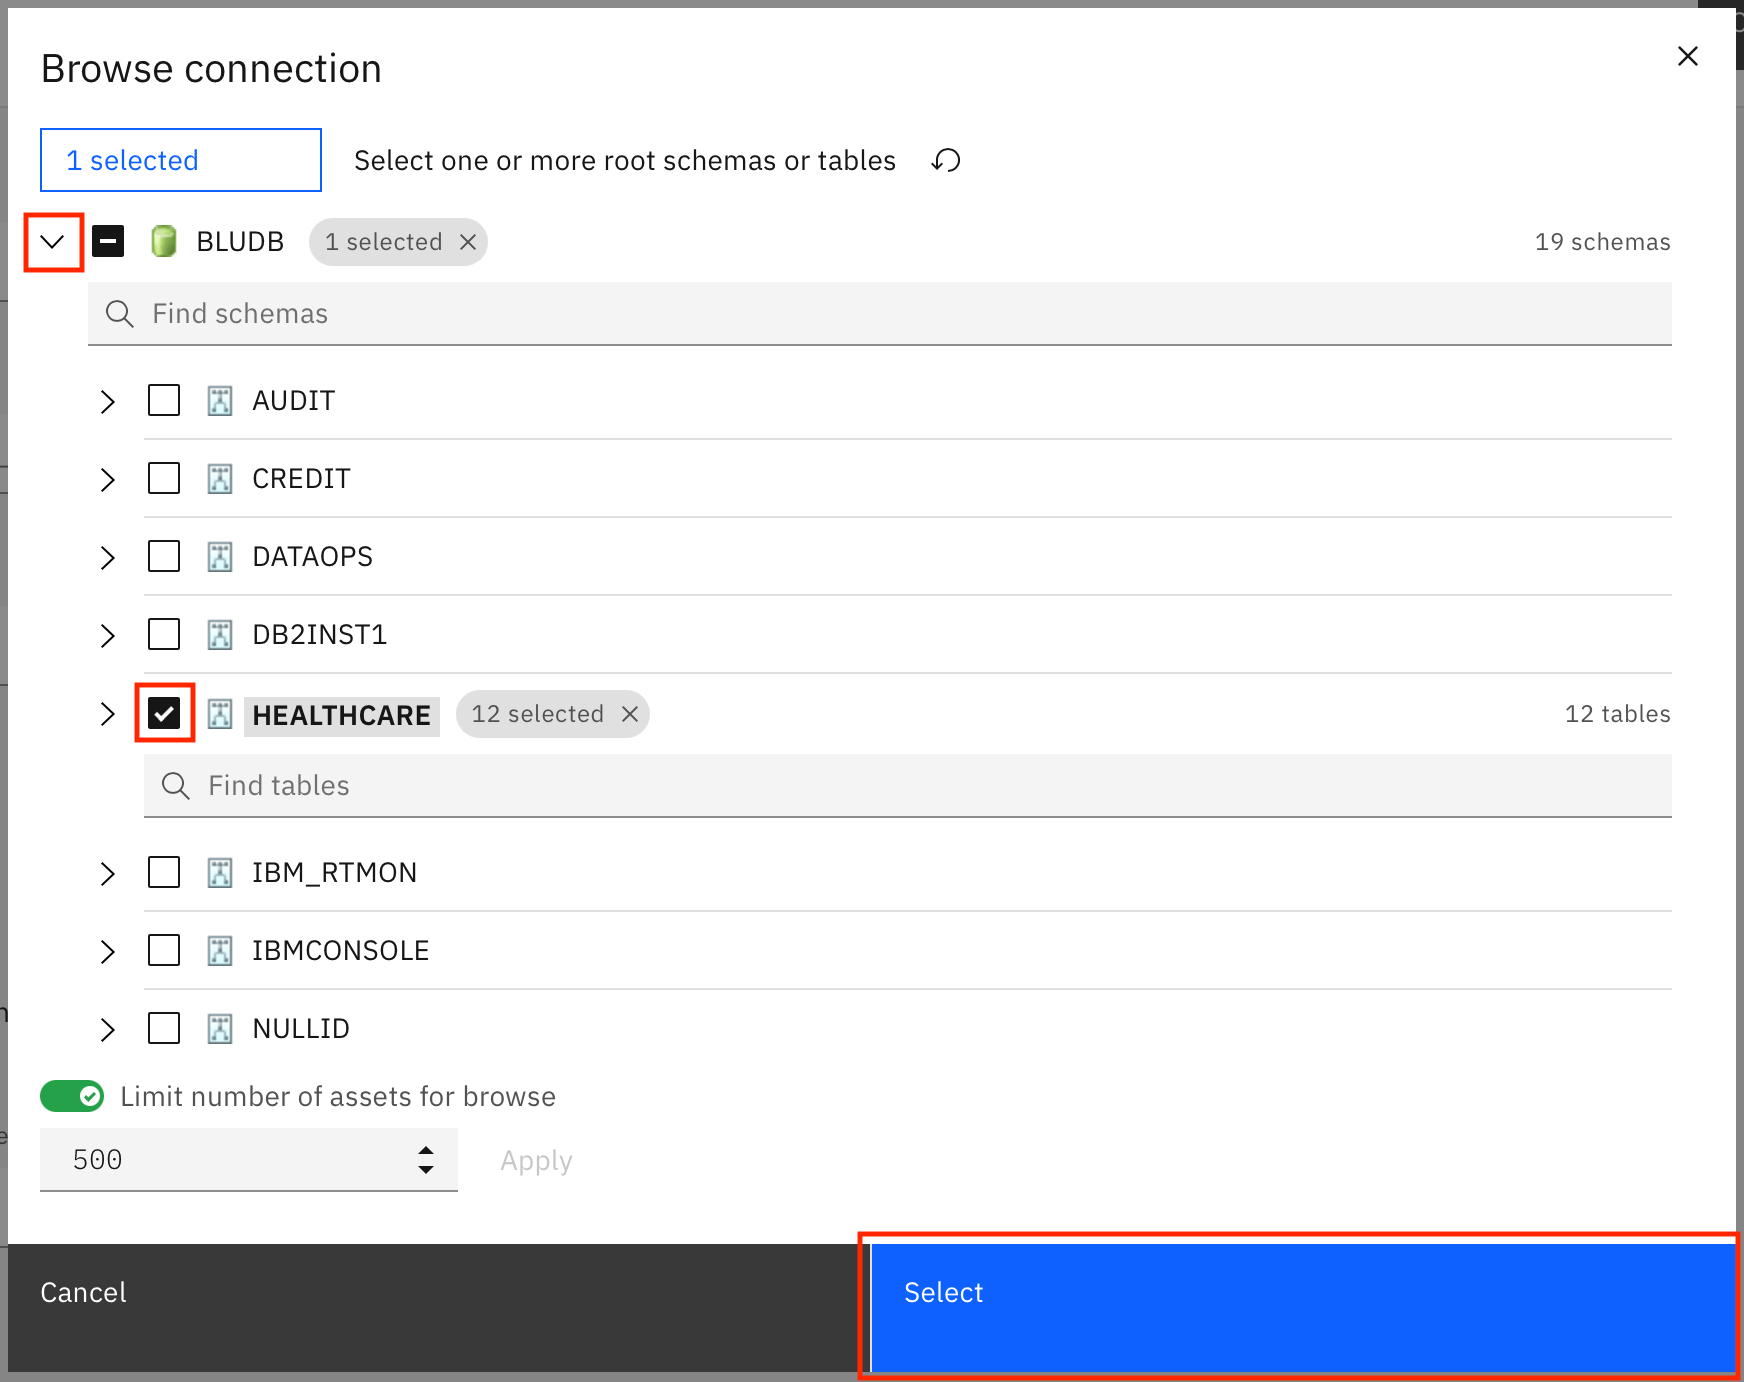 Browse connection
1 selected
Select one or more root schemas or tables
BLUDB 1 selected 19 schemas
Find schemas
AUDIT
CREDIT
DATAOPS
DB2INST1
HEALTHCARE 12 selected 12 tables
Find tables
IBM_RTMON
IBMCONSOLE
NULLID
Limit number of assets for browse
500 Apply
Cancel Select